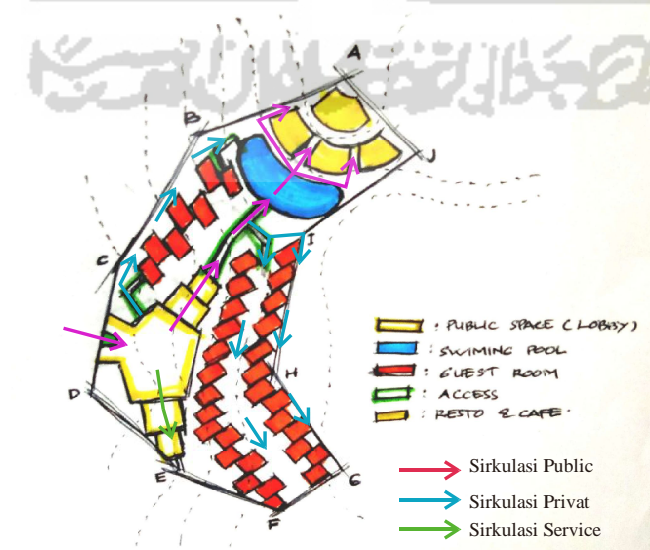 A
B
J
C
I
: PUBLIC SPACE (LOBBY)
: SWIMING POOL
: GUEST ROOM
H
D
: ACCESS
: RESTO & CAFE.
Sirkulasi Public
E
G
Sirkulasi Privat
F
Sirkulasi Service